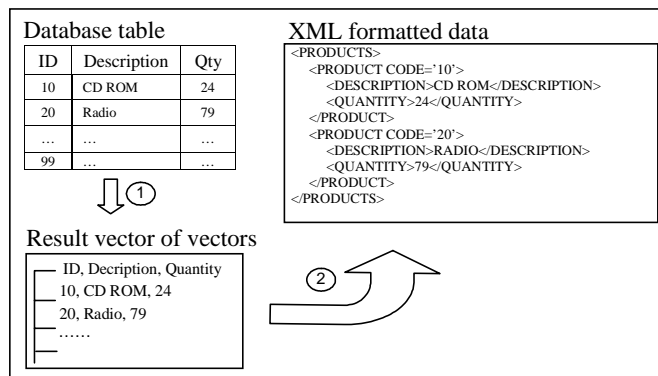 Database table
ID Description Qty
10 CD ROM 24
20 Radio 79
... ... ...
99 ... ...
1
Result vector of vectors
ID, Decription, Quantity
10, CD ROM, 24
20, Radio, 79
......
2
XML formatted data
<PRODUCTS>
<PRODUCT CODE='10'>
<DESCRIPTION>CD ROM</DESCRIPTION>
<QUANTITY>24</QUANTITY>
</PRODUCT>
<PRODUCT CODE='20'>
<DESCRIPTION>RADIO</DESCRIPTION>
<QUANTITY>79</QUANTITY>
</PRODUCT>
</PRODUCTS>